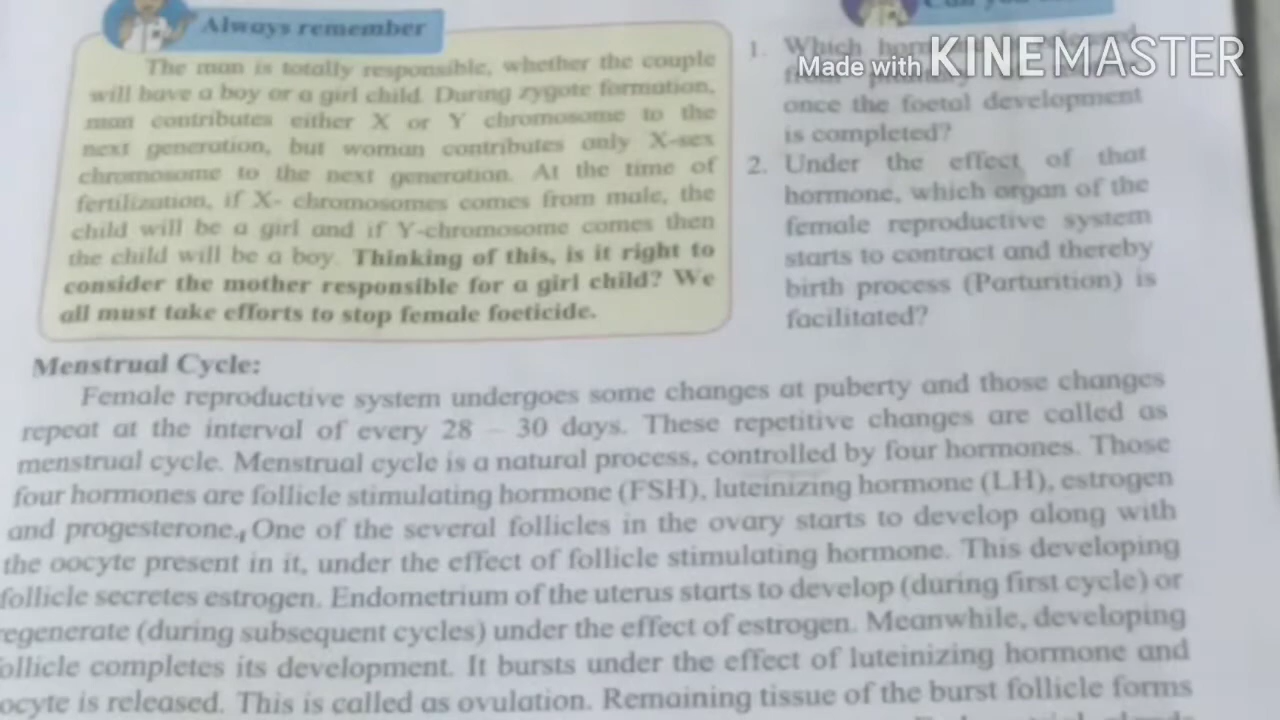 Always remember
The man is totally responsible, whether the couple
will have a boy or a girl child. During zygote formation,
man contributes either X or Y chromosome to the
next generation, but woman contributes only X-sex
chromosome to the next generation. At the time of
fertilization, if X- chromosomes comes from male, the
child will be a girl and if Y-chromosome comes then
the child will be a boy. Thinking of this, is it right to
consider the mother responsible for a girl child? We
all must take efforts to stop female foeticide.
1. Which
Made with KINEMASTER
once the foetal development
is completed?
2. Under the effect of that
hormone, which organ of the
female reproductive system
starts to contract and thereby
birth process (Parturition) is
facilitated?
Menstrual Cycle:
Female reproductive system undergoes some changes at puberty and those changes
repeat at the interval of every 28 – 30 days. These repetitive changes are called as
menstrual cycle. Menstrual cycle is a natural process, controlled by four hormones. Those
four hormones are follicle stimulating hormone (FSH), luteinizing hormone (LH), estrogen
and progesterone. One of the several follicles in the ovary starts to develop along with
the oocyte present in it, under the effect of follicle stimulating hormone. This developing
follicle secretes estrogen. Endometrium of the uterus starts to develop (during first cycle) or
regenerate (during subsequent cycles) under the effect of estrogen. Meanwhile, developing
ollicle completes its development. It bursts under the effect of luteinizing hormone and
ocyte is released. This is called as ovulation. Remaining tissue of the burst follicle forms